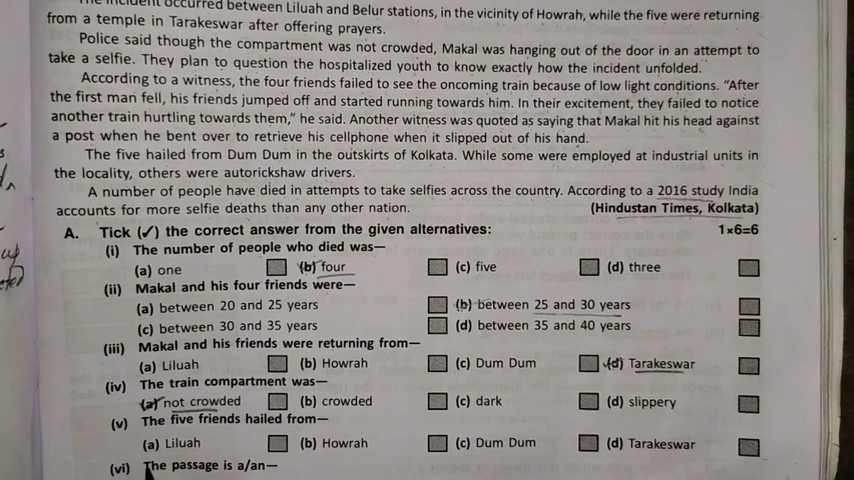 The incident occurred between Liluah and Belur stations, in the vicinity of Howrah, while the five were returning
from a temple in Tarakeswar after offering prayers.
Police said though the compartment was not crowded, Makal was hanging out of the door in an attempt to
take a selfie. They plan to question the hospitalized youth to know exactly how the incident unfolded.
According to a witness, the four friends failed to see the oncoming train because of low light conditions. “After
the first man fell, his friends jumped off and started running towards him. In their excitement, they failed to notice
another train hurtling towards them,” he said. Another witness was quoted as saying that Makal hit his head against
a post when he bent over to retrieve his cellphone when it slipped out of his hand.
The five hailed from Dum Dum in the outskirts of Kolkata. While some were employed at industrial units in
the locality, others were autorickshaw drivers.
A number of people have died in attempts to take selfies across the country. According to a 2016 study India
accounts for more selfie deaths than any other nation. (Hindustan Times, Kolkata)
A. Tick (✓) the correct answer from the given alternatives: 1×6=6
(i) The number of people who died was—
(a) one (b) four (c) five (d) three
(ii) Makal and his four friends were—
(a) between 20 and 25 years (b) between 25 and 30 years
(c) between 30 and 35 years (d) between 35 and 40 years
(iii) Makal and his friends were returning from—
(a) Liluah (b) Howrah (c) Dum Dum (d) Tarakeswar
(iv) The train compartment was—
(a) not crowded (b) crowded (c) dark (d) slippery
(v) The five friends hailed from—
(a) Liluah (b) Howrah (c) Dum Dum (d) Tarakeswar
(vi) The passage is a/an—